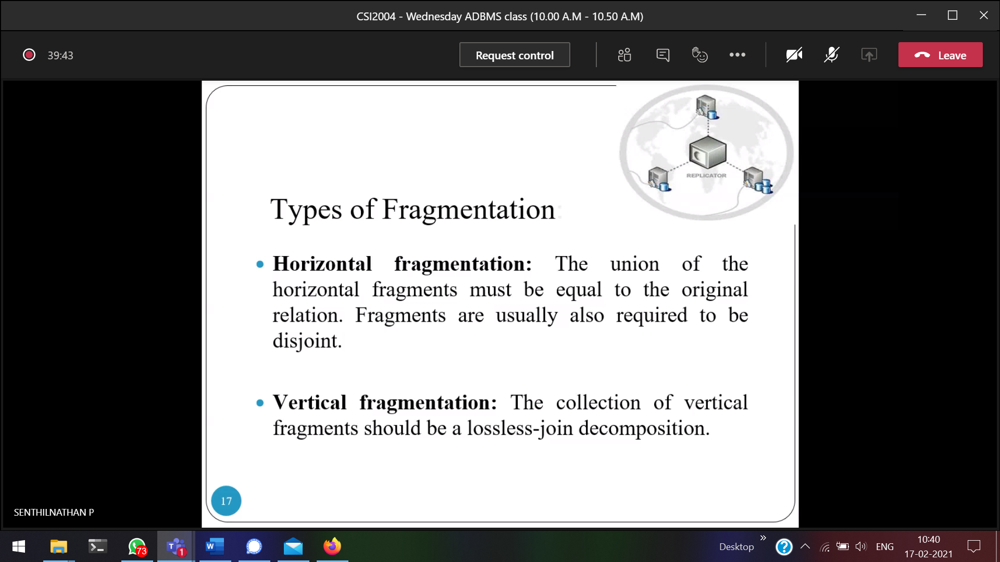 CSI2004 - Wednesday ADBMS class (10.00 A.M - 10.50 A.M)
39:43
Request control
Leave
REPLICATOR
Types of Fragmentation:
• Horizontal fragmentation: The union of the
horizontal fragments must be equal to the original
relation. Fragments are usually also required to be
disjoint.
• Vertical fragmentation: The collection of vertical
fragments should be a lossless-join decomposition.
17
SENTHILNATHAN P
73
T
1
W
Desktop
ENG
10:40
17-02-2021